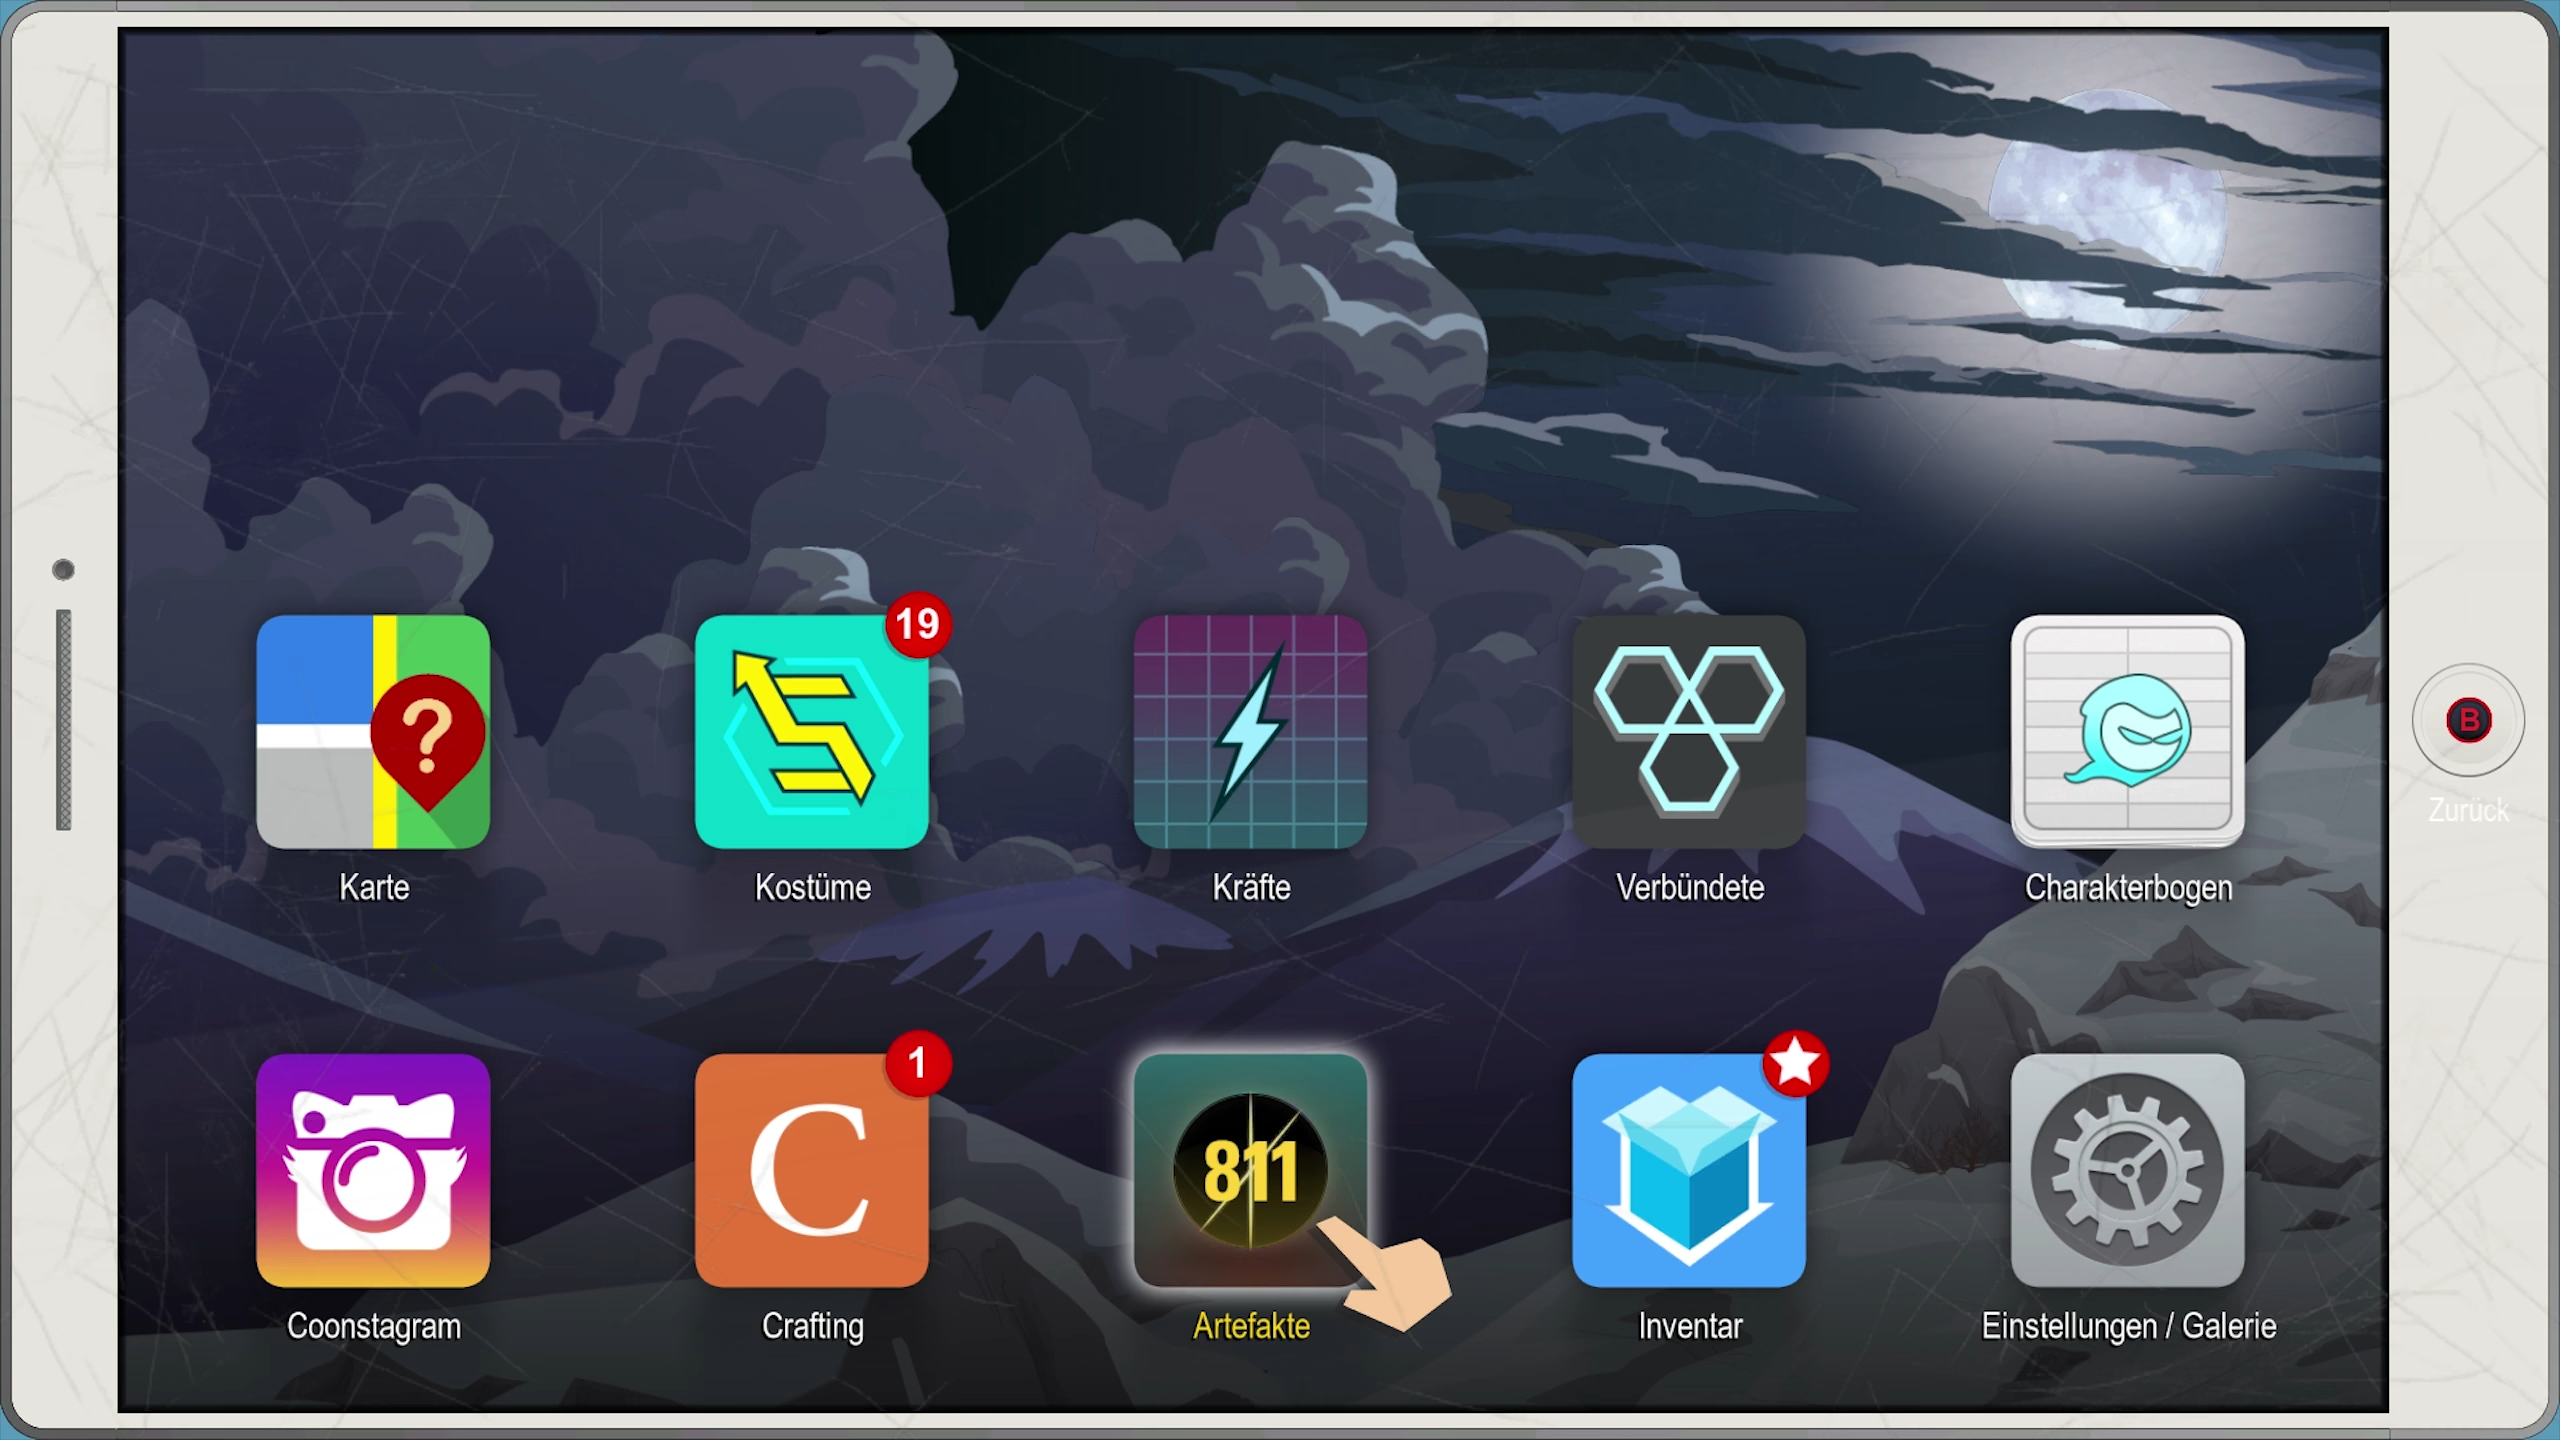 19
?
Karte
Kostüme
Kräfte
Verbündete
Charakterbogen
B
Zurück
1
C
811
Coonstagram
Crafting
Artefakte
Inventar
Einstellungen / Galerie